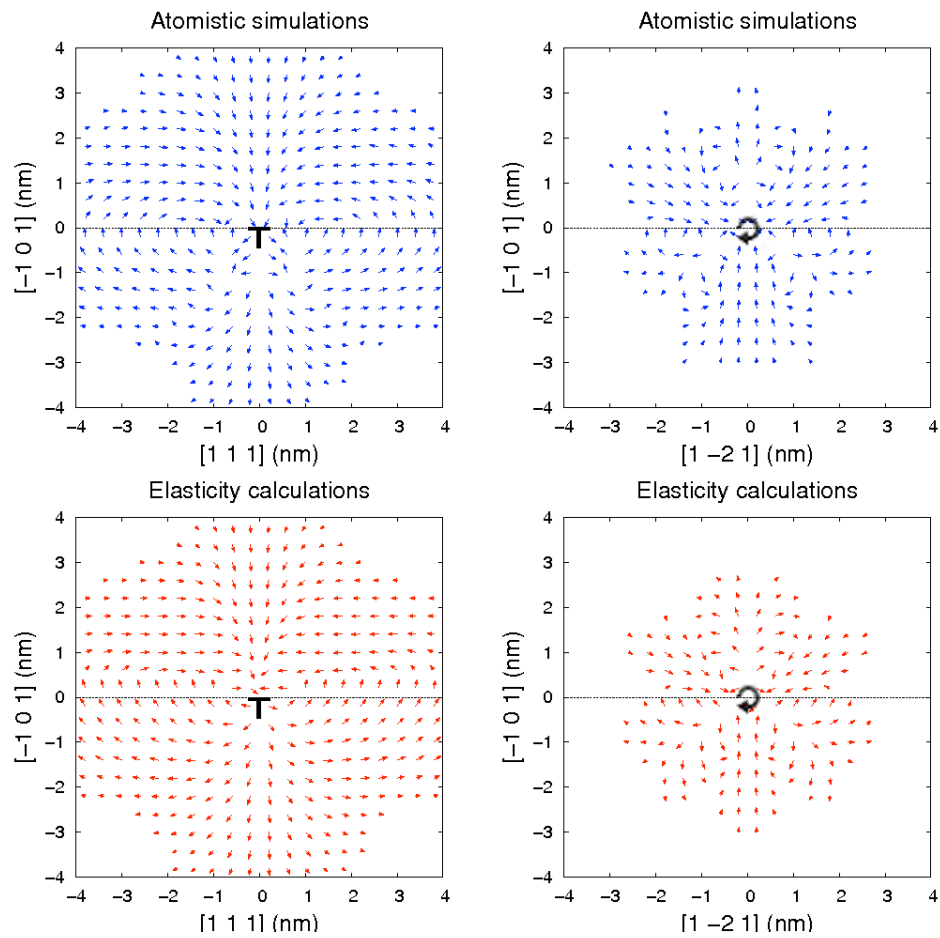 Atomistic simulations
Atomistic simulations
4
3
2
1
0
−1
−2
−3
−4
[−1 0 1] (nm)
−4 −3 −2 −1 0 1 2 3 4
[1 1 1] (nm)
4
3
2
1
0
−1
−2
−3
−4
[−1 0 1] (nm)
−4 −3 −2 −1 0 1 2 3 4
[1 −2 1] (nm)
Elasticity calculations
Elasticity calculations
4
3
2
1
0
−1
−2
−3
−4
[−1 0 1] (nm)
−4 −3 −2 −1 0 1 2 3 4
[1 1 1] (nm)
4
3
2
1
0
−1
−2
−3
−4
[−1 0 1] (nm)
−4 −3 −2 −1 0 1 2 3 4
[1 −2 1] (nm)